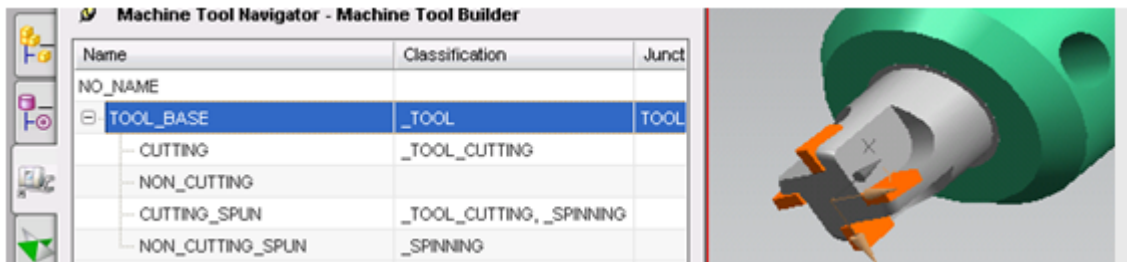 Machine Tool Navigator - Machine Tool Builder
Name Classification Junct
NO_NAME
TOOL_BASE _TOOL TOOL
CUTTING _TOOL_CUTTING
NON_CUTTING
CUTTING_SPUN _TOOL_CUTTING, _SPINNING
NON_CUTTING_SPUN _SPINNING
X